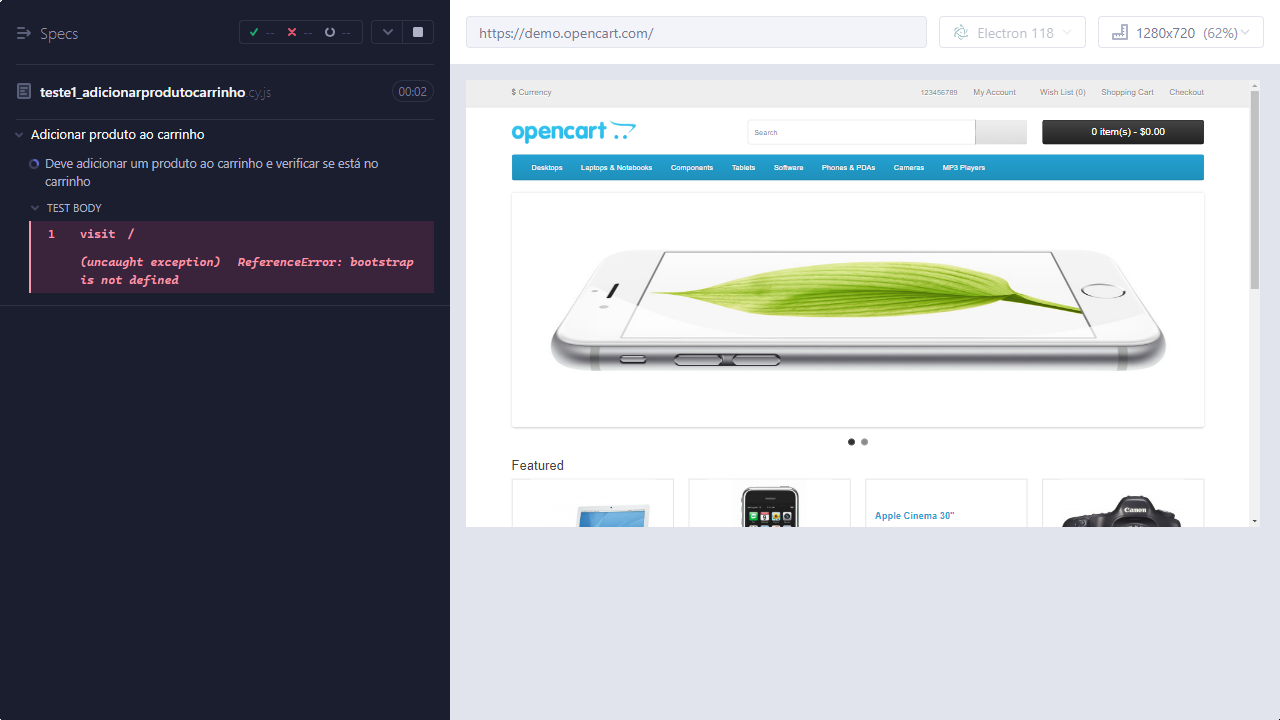 Specs
-- -- --
teste1_adicionarprodutocarrinho.cy.js
00:02
Adicionar produto ao carrinho
Deve adicionar um produto ao carrinho e verificar se está no
carrinho
TEST BODY
1 visit /
(uncaught exception) ReferenceError: bootstrap
is not defined
https://demo.opencart.com/
Electron 118
1280x720 (62%)
$ Currency
123456789 My Account Wish List (0) Shopping Cart Checkout
opencart
Search
0 item(s) - $0.00
Desktops Laptops & Notebooks Components Tablets Software Phones & PDAs Cameras MP3 Players
Featured
Apple Cinema 30"
Canon